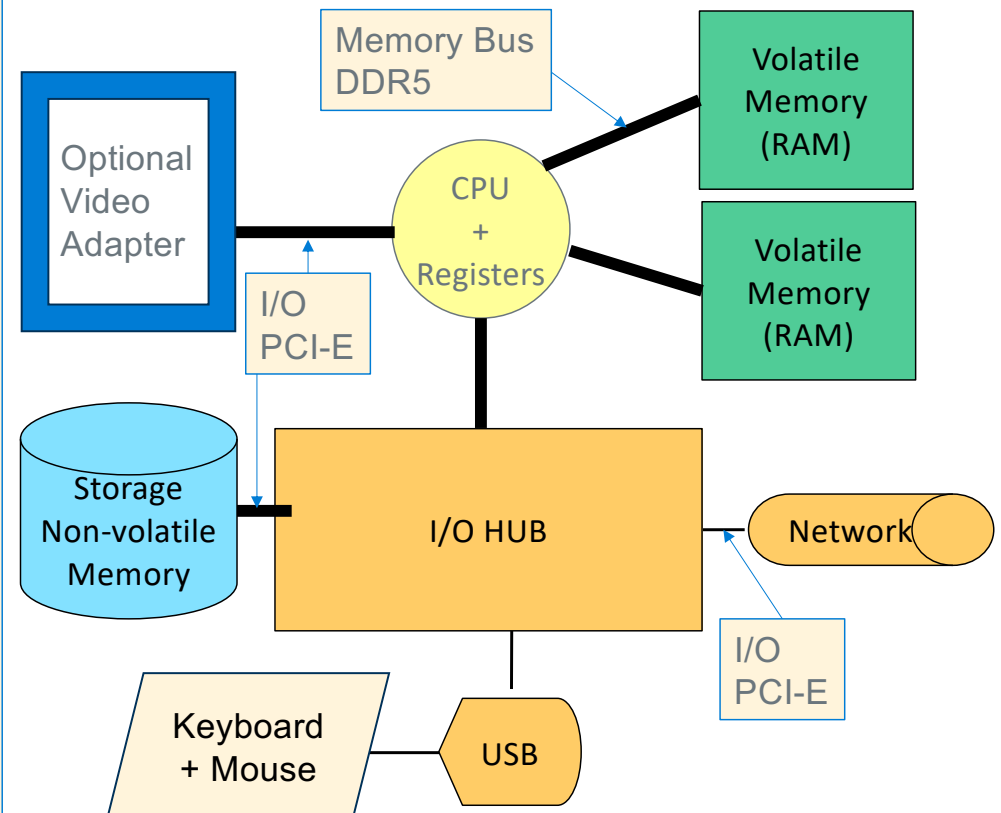 Memory Bus
DDR5
Volatile
Memory
(RAM)
Optional
Video
Adapter
CPU
+
Registers
Volatile
Memory
(RAM)
I/O
PCI-E
Storage
Non-volatile
Memory
I/O HUB
Network
I/O
PCI-E
Keyboard
+ Mouse
USB